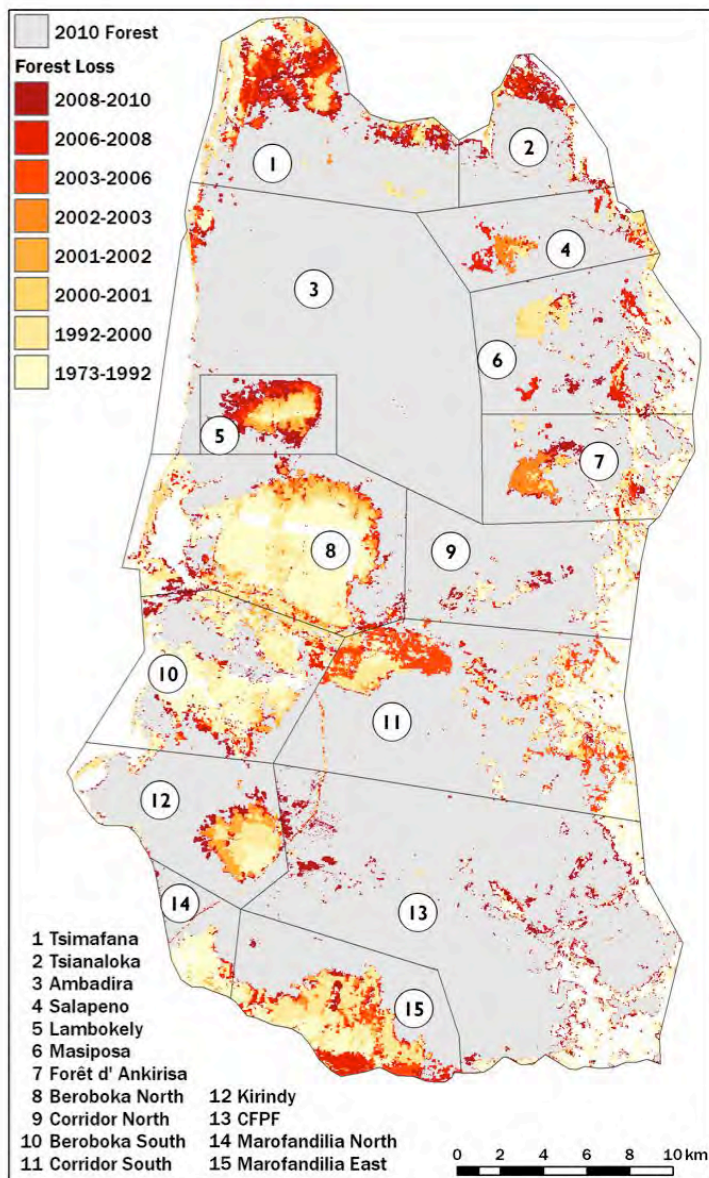 2010 Forest
Forest Loss
2008-2010
2006-2008
2003-2006
2002-2003
2001-2002
2000-2001
1992-2000
1973-1992
1
2
3
4
5
6
7
8
9
10
11
12
13
14
15
1 Tsimafana
2 Tsianaloka
3 Ambadira
4 Salapeno
5 Lambokely
6 Masiposa
7 Forêt d' Ankirisa
8 Beroboka North
9 Corridor North
10 Beroboka South
11 Corridor South
12 Kirindy
13 CFPF
14 Marofandilia North
15 Marofandilia East
0 2 4 6 8 10 km